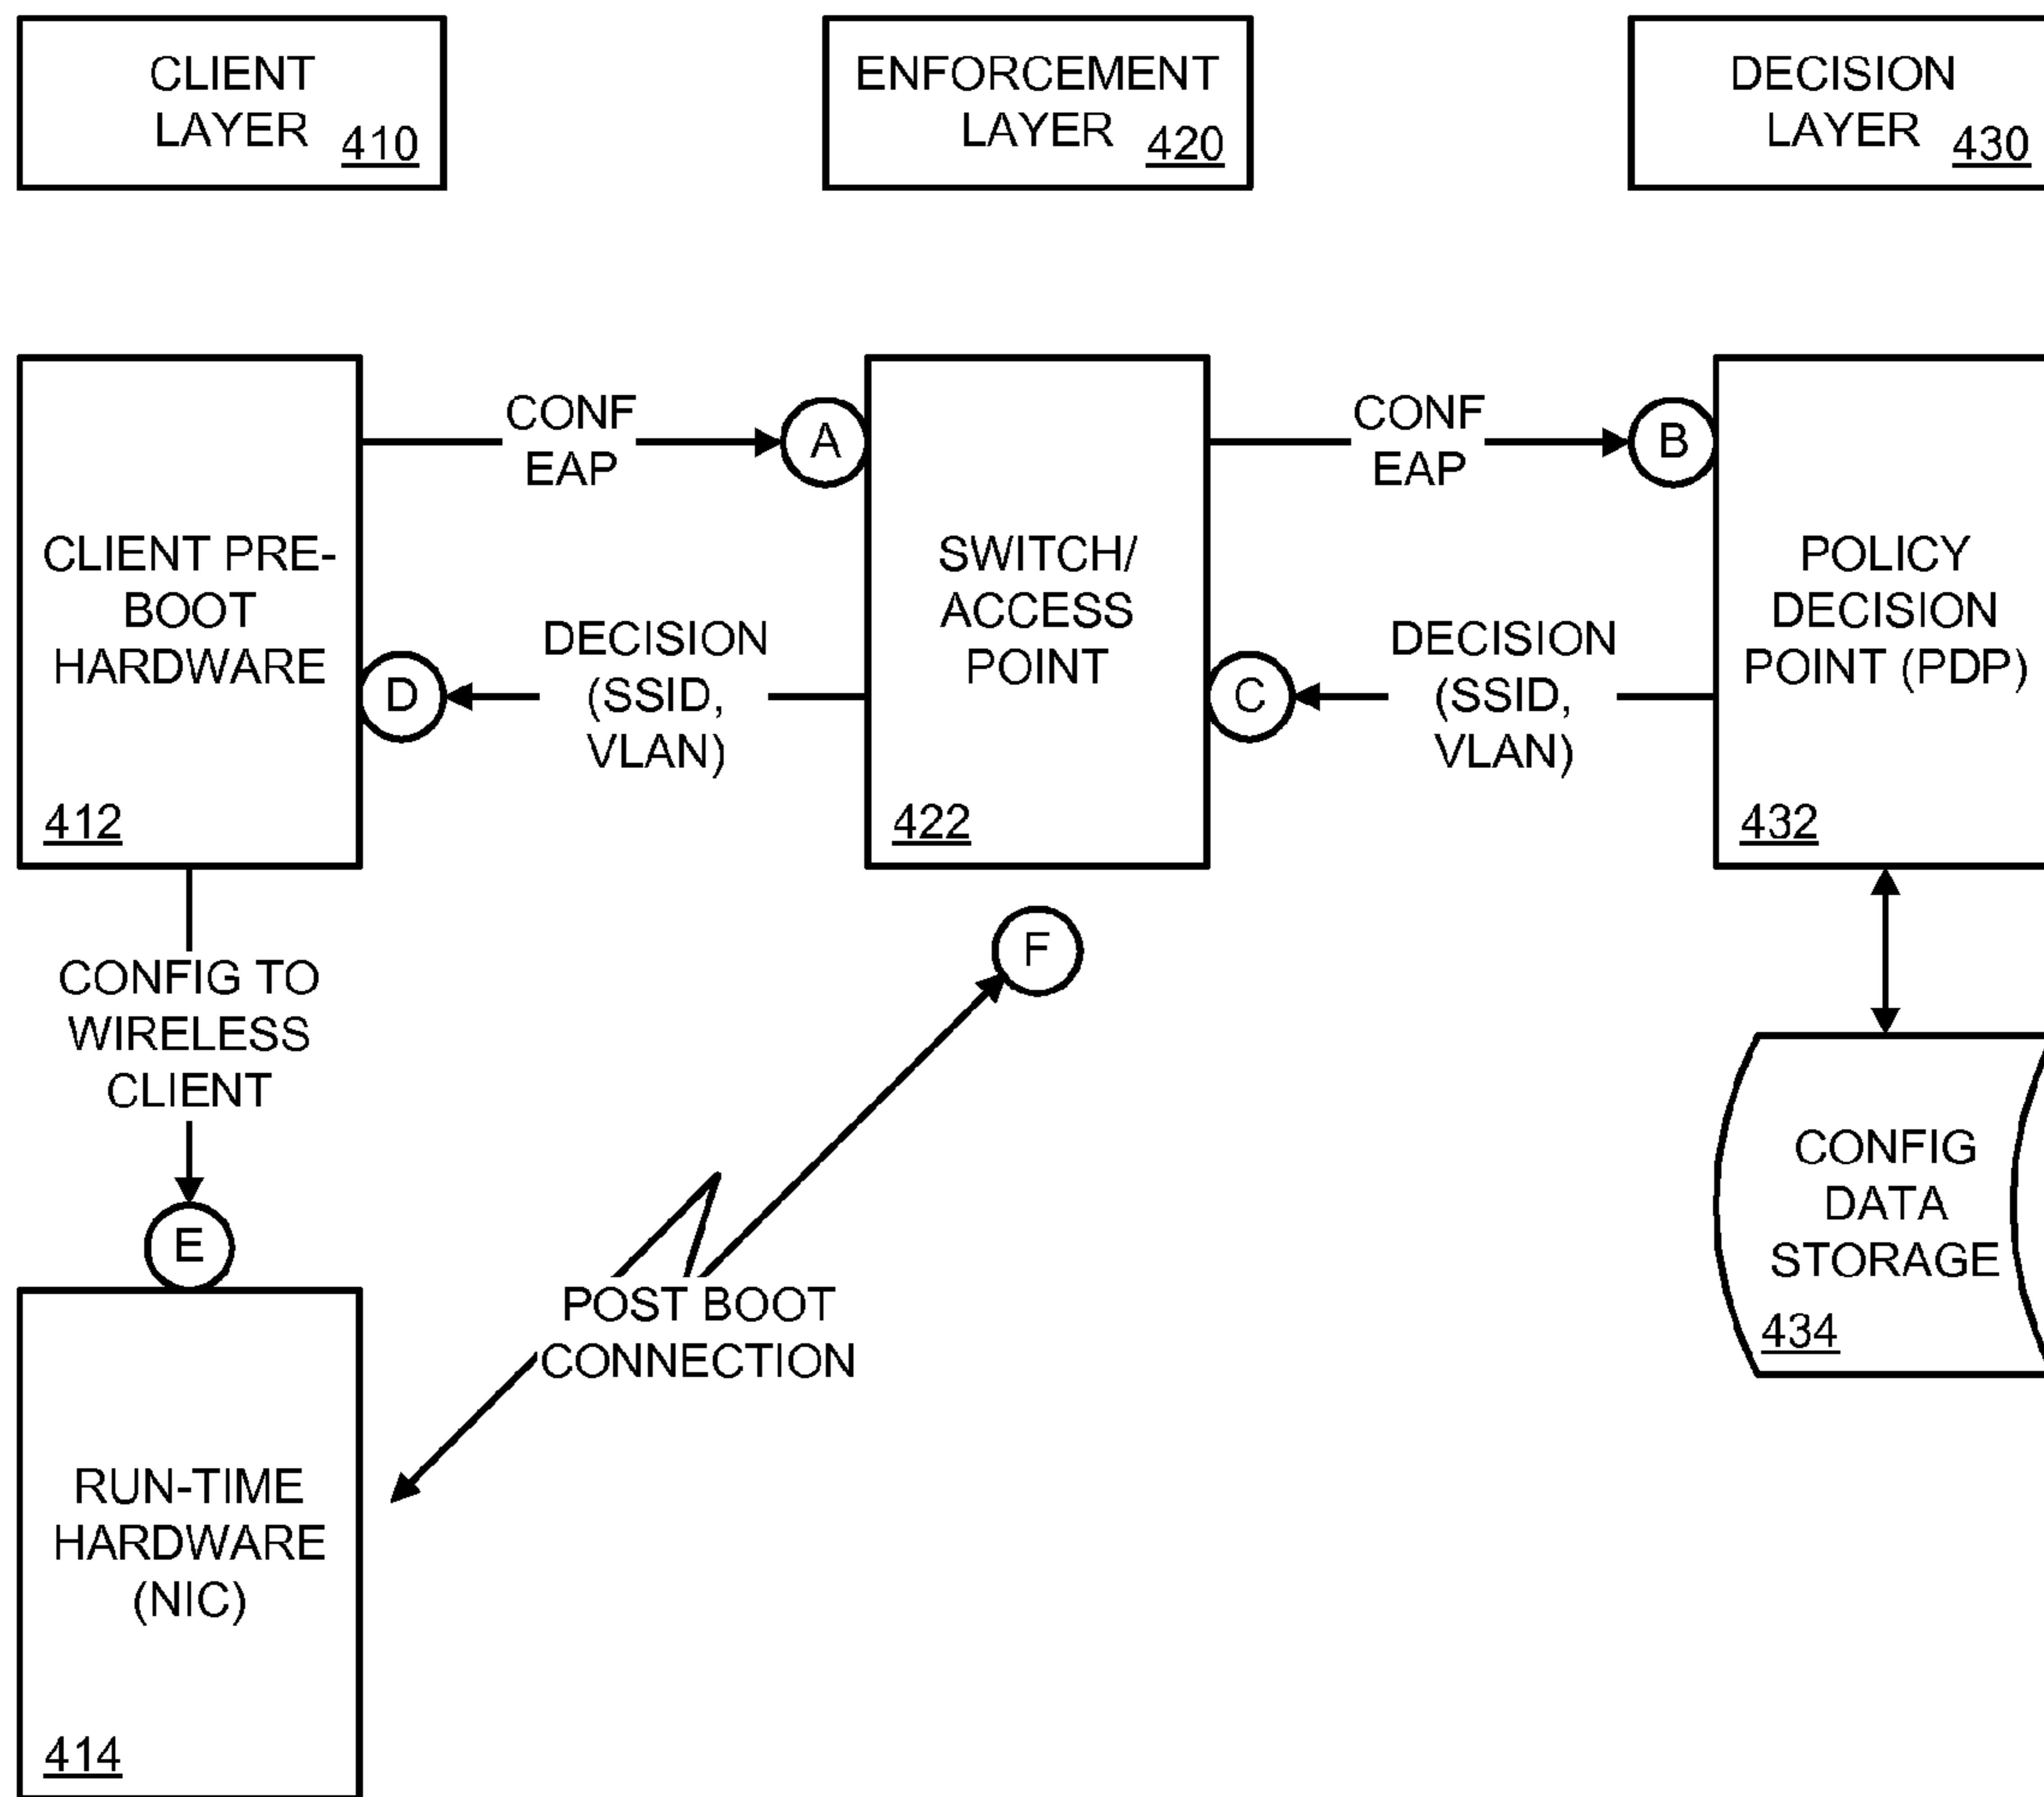 CLIENT
LAYER 410
ENFORCEMENT
LAYER 420
DECISION
LAYER 430
CONF
EAP
A
CONF
EAP
B
CLIENT PRE-
BOOT
HARDWARE
412
SWITCH/
ACCESS
POINT
422
POLICY
DECISION
POINT (PDP)
432
DECISION
(SSID,
VLAN)
D
DECISION
(SSID,
VLAN)
C
F
CONFIG TO
WIRELESS
CLIENT
E
POST BOOT
CONNECTION
CONFIG
DATA
STORAGE
434
RUN-TIME
HARDWARE
(NIC)
414